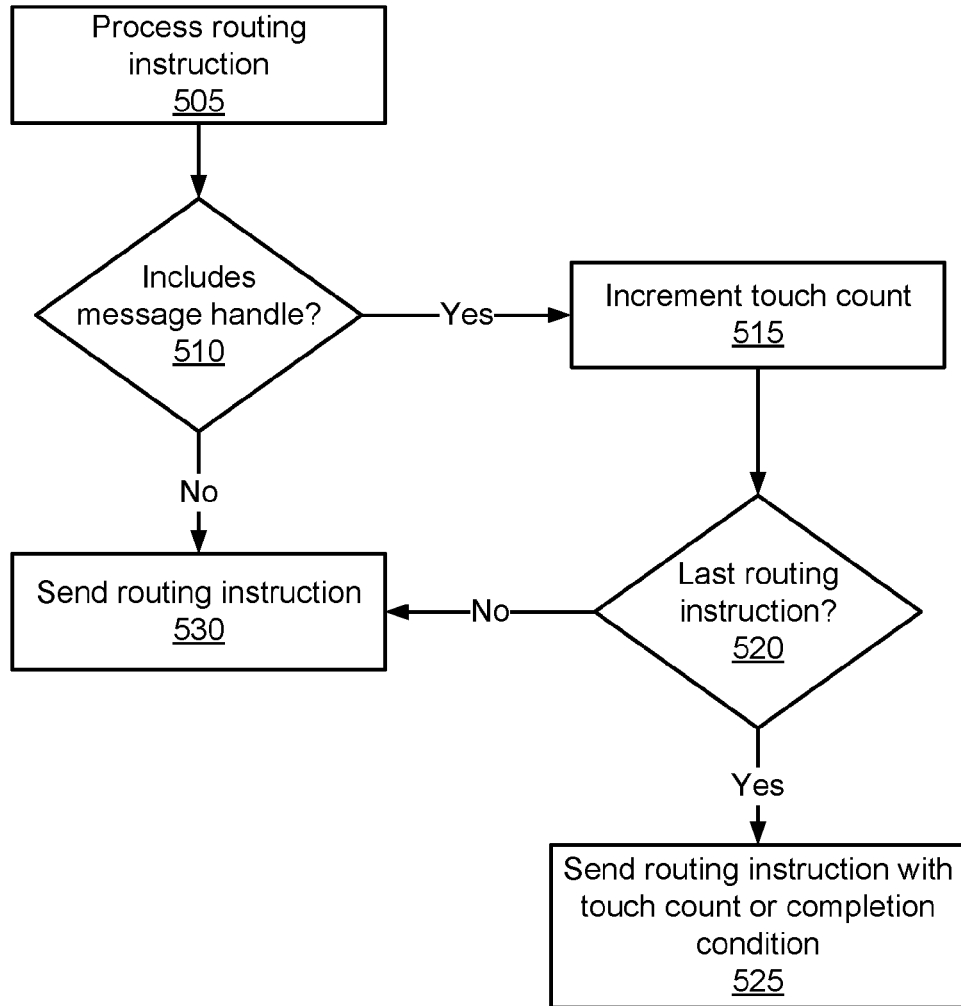 Process routing
instruction
505
Includes
message handle?
510
Yes
Increment touch count
515
No
Send routing instruction
530
No
Last routing
instruction?
520
Yes
Send routing instruction with
touch count or completion
condition
525